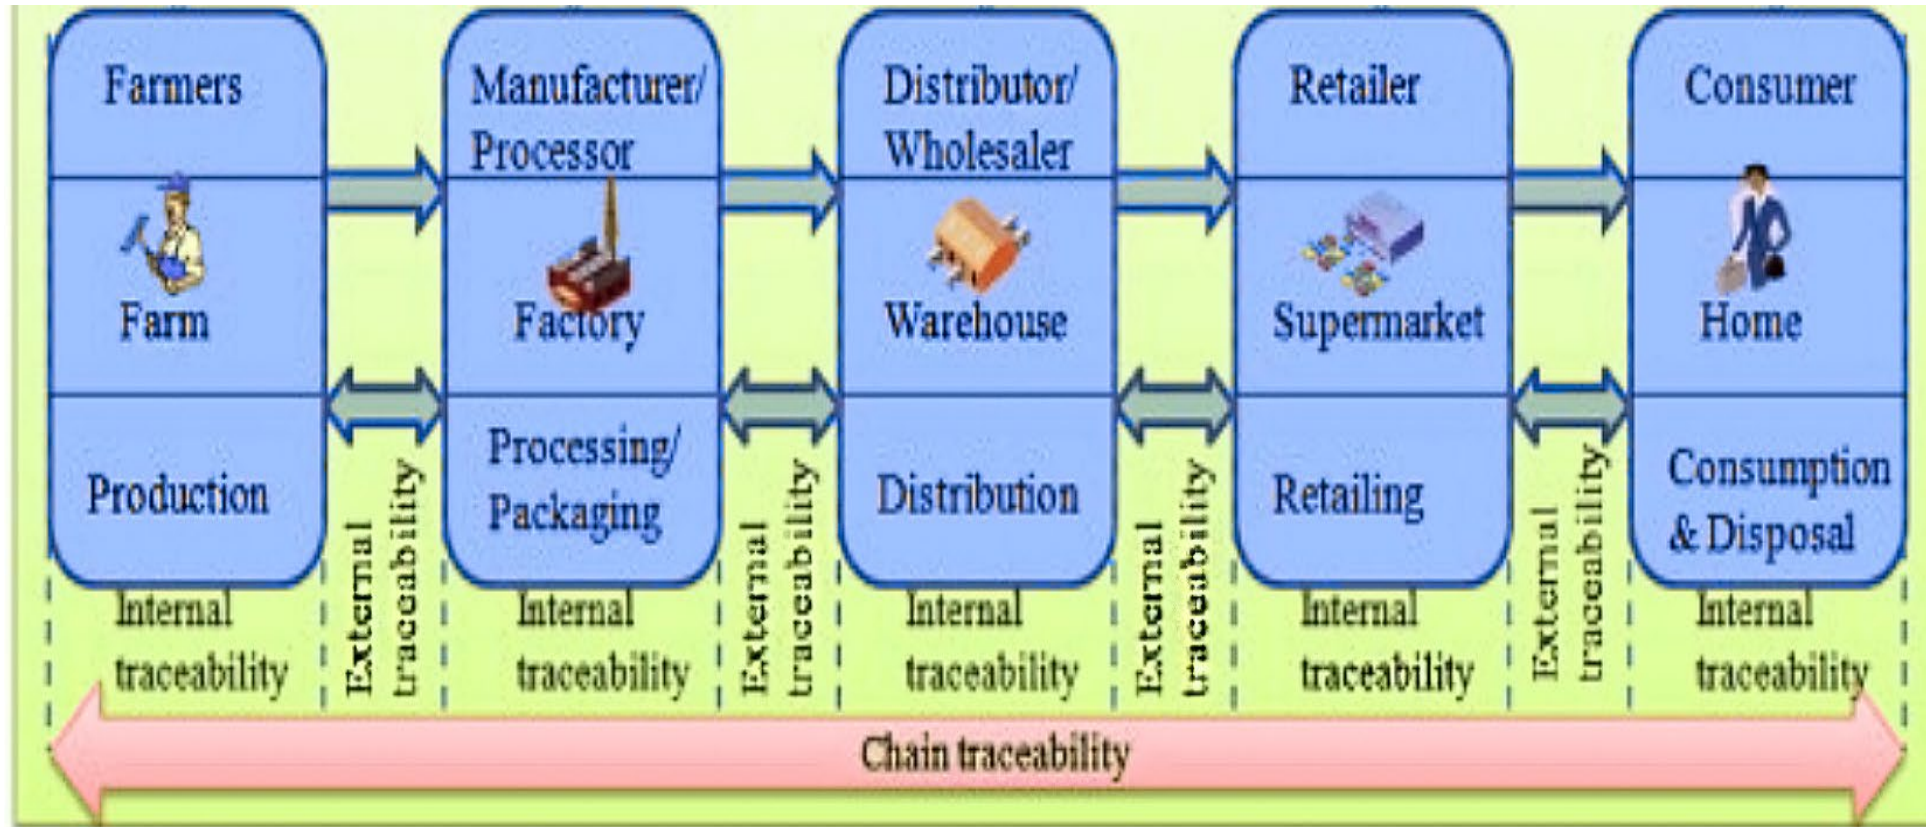 Farmers
Farm
Production
Internal
traceability
External
traceability
Manufacturer/
Processor
Factory
Processing/
Packaging
Internal
traceability
External
traceability
Distributor/
Wholesaler
Warehouse
Distribution
Internal
traceability
External
traceability
Retailer
Supermarket
Retailing
Internal
traceability
External
traceability
Consumer
Home
Consumption
& Disposal
Internal
traceability
Chain traceability